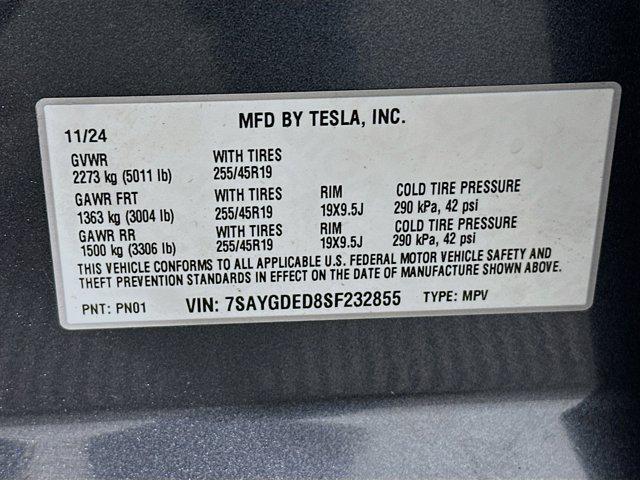 MFD BY TESLA, INC.
11/24
GVWR WITH TIRES
2273 kg (5011 lb) 255/45R19
GAWR FRT WITH TIRES RIM COLD TIRE PRESSURE
1363 kg (3004 lb) 255/45R19 19X9.5J 290 kPa, 42 psi
GAWR RR WITH TIRES RIM COLD TIRE PRESSURE
1500 kg (3306 lb) 255/45R19 19X9.5J 290 kPa, 42 psi
THIS VEHICLE CONFORMS TO ALL APPLICABLE U.S. FEDERAL MOTOR VEHICLE SAFETY AND
THEFT PREVENTION STANDARDS IN EFFECT ON THE DATE OF MANUFACTURE SHOWN ABOVE.
PNT: PN01 VIN: 7SAYGDED8SF232855 TYPE: MPV